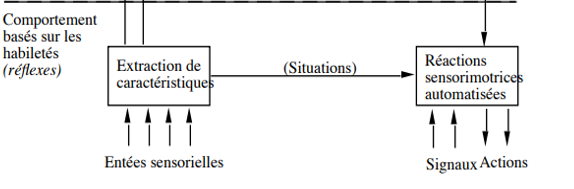 Comportement
basés sur les
habiletés
(réflexes)
Extraction de
caractéristiques
(Situations)
Réactions
sensorimotrices
automatisées
Entées sensorielles
Signaux Actions